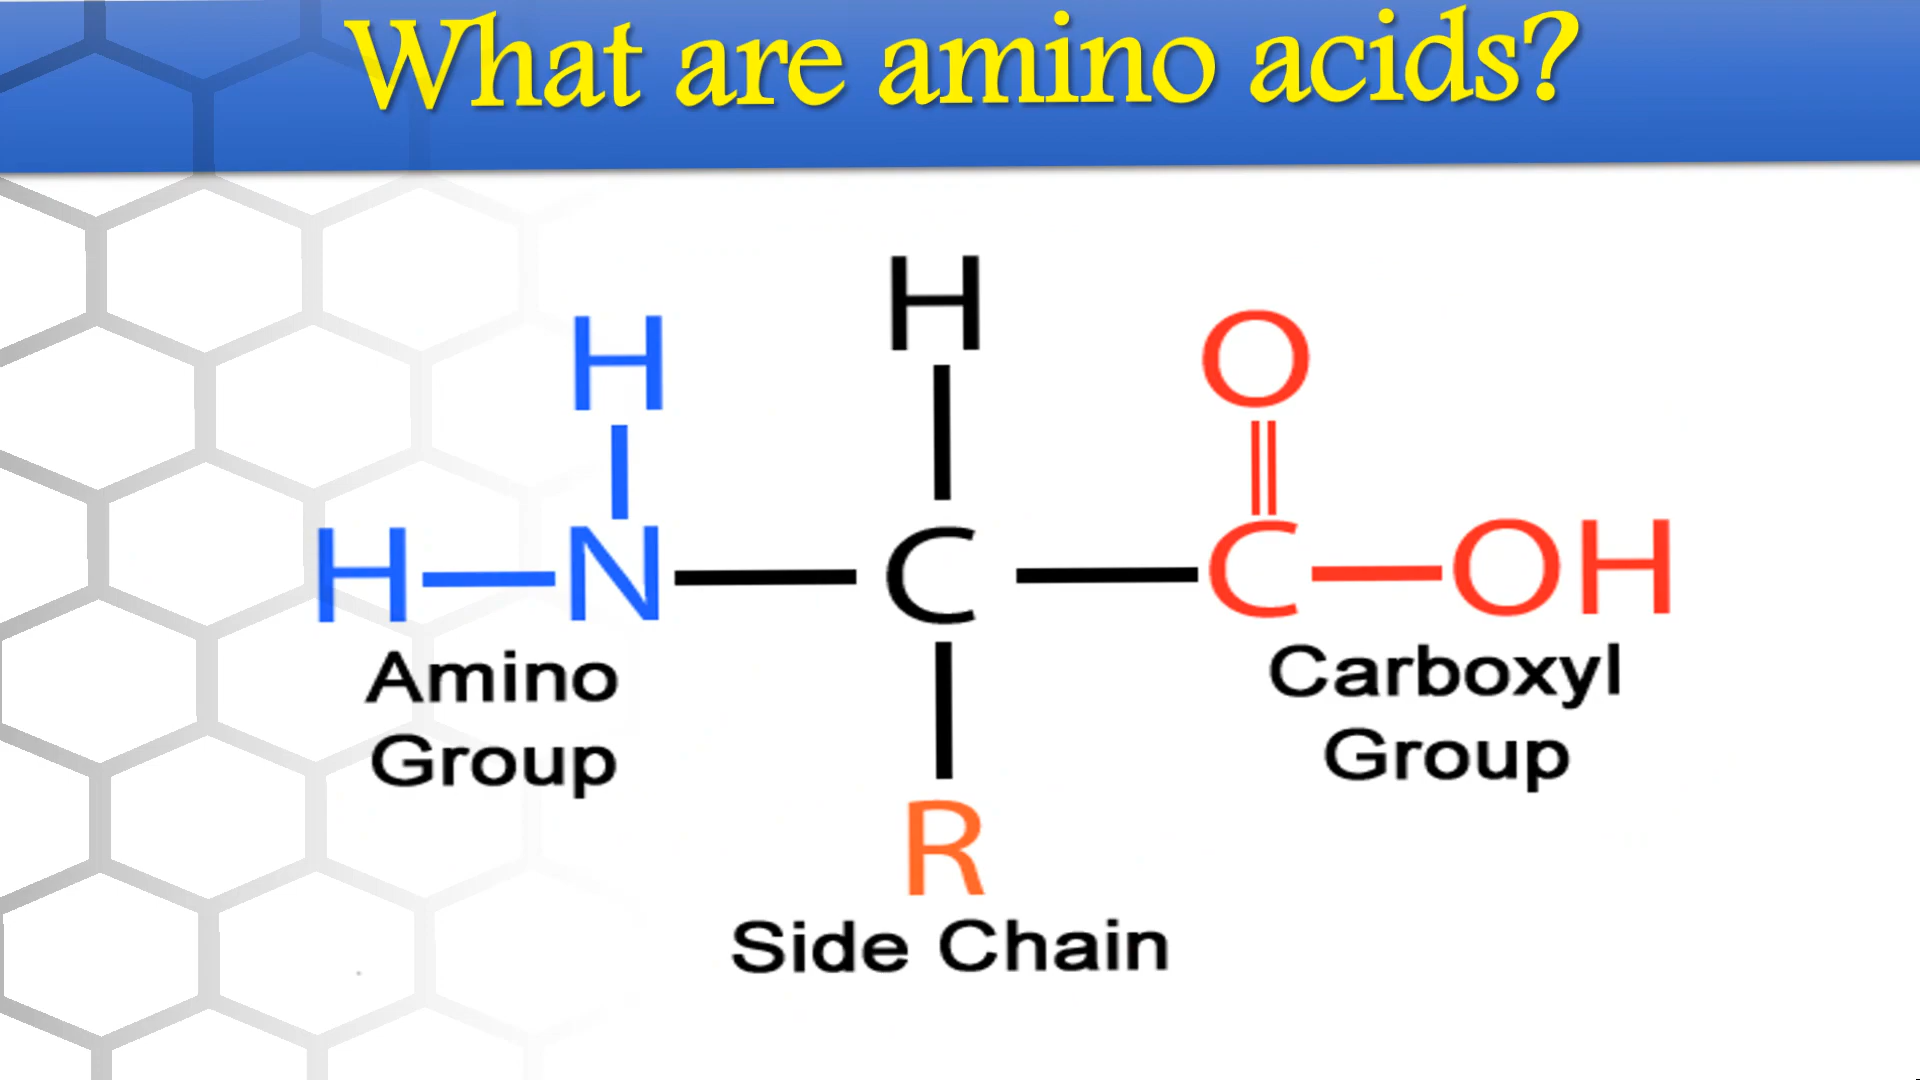 What are amino acids?
H
H
O
H
N
C
C
OH
Amino
Group
Carboxyl
Group
R
Side Chain